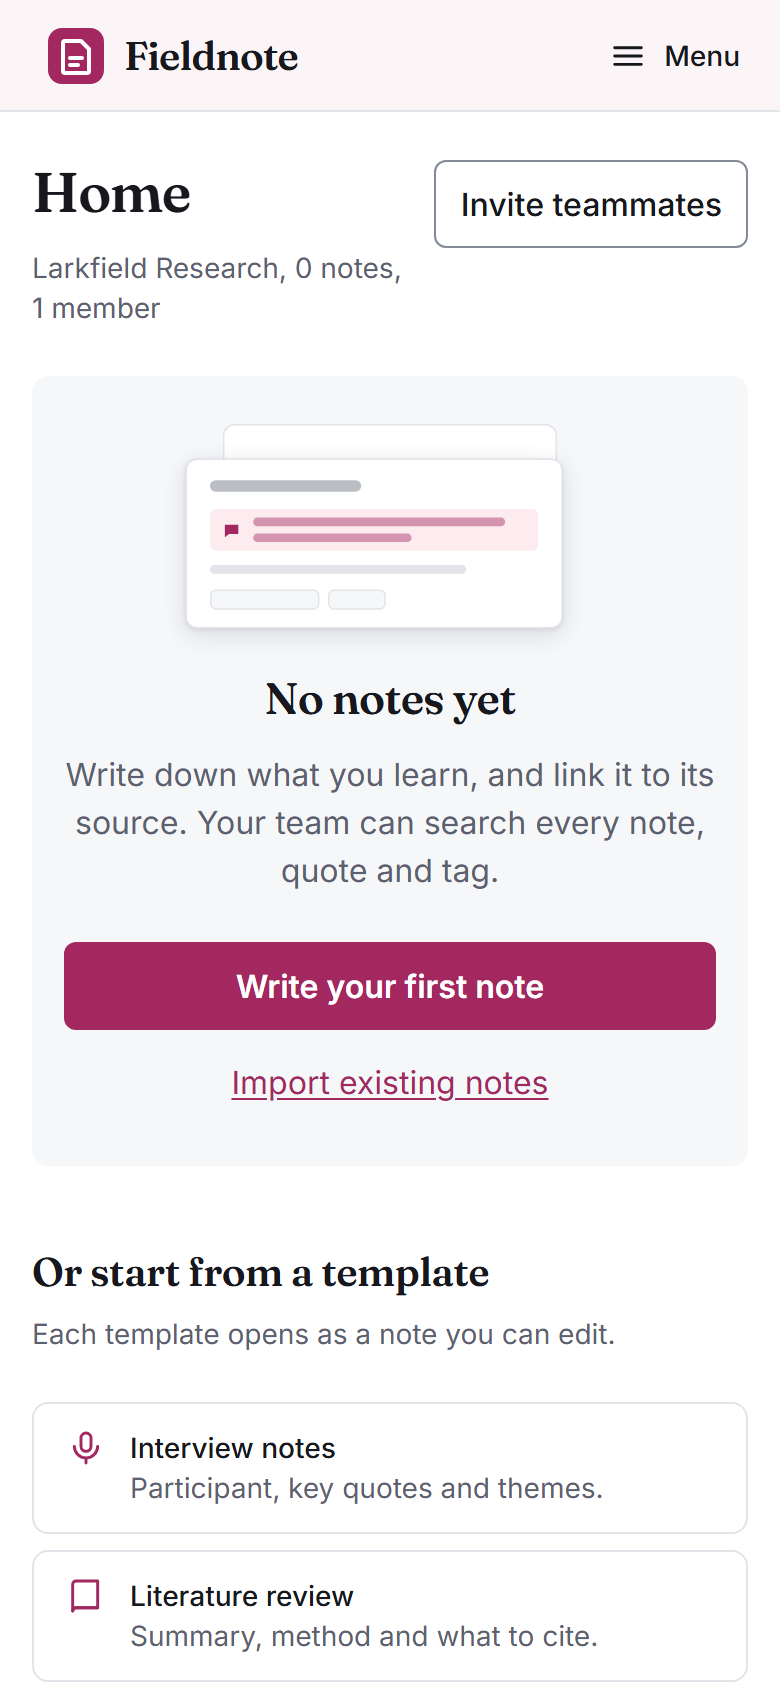 Fieldnote
Menu
Home
Invite teammates
Larkfield Research, 0 notes,
1 member
No notes yet
Write down what you learn, and link it to its
source. Your team can search every note,
quote and tag.
Write your first note
Import existing notes
Or start from a template
Each template opens as a note you can edit.
Interview notes
Participant, key quotes and themes.
Literature review
Summary, method and what to cite.